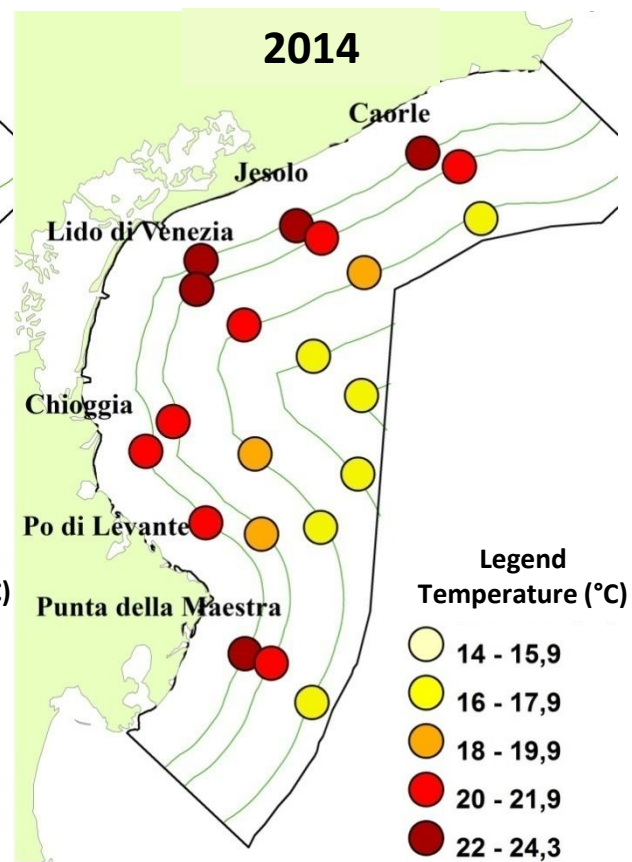 2014
Caorle
Jesolo
Lido di Venezia
Chioggia
Po di Levante
Punta della Maestra
C)
Legend
Temperature (°C)
14 - 15,9
16 - 17,9
18 - 19,9
20 - 21,9
22 - 24,3